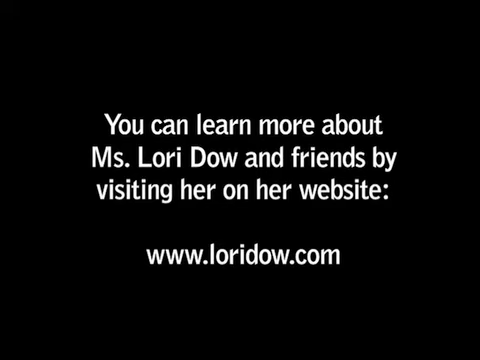 You can learn more about
Ms. Lori Dow and friends by
visiting her on her website:
www.loridow.com